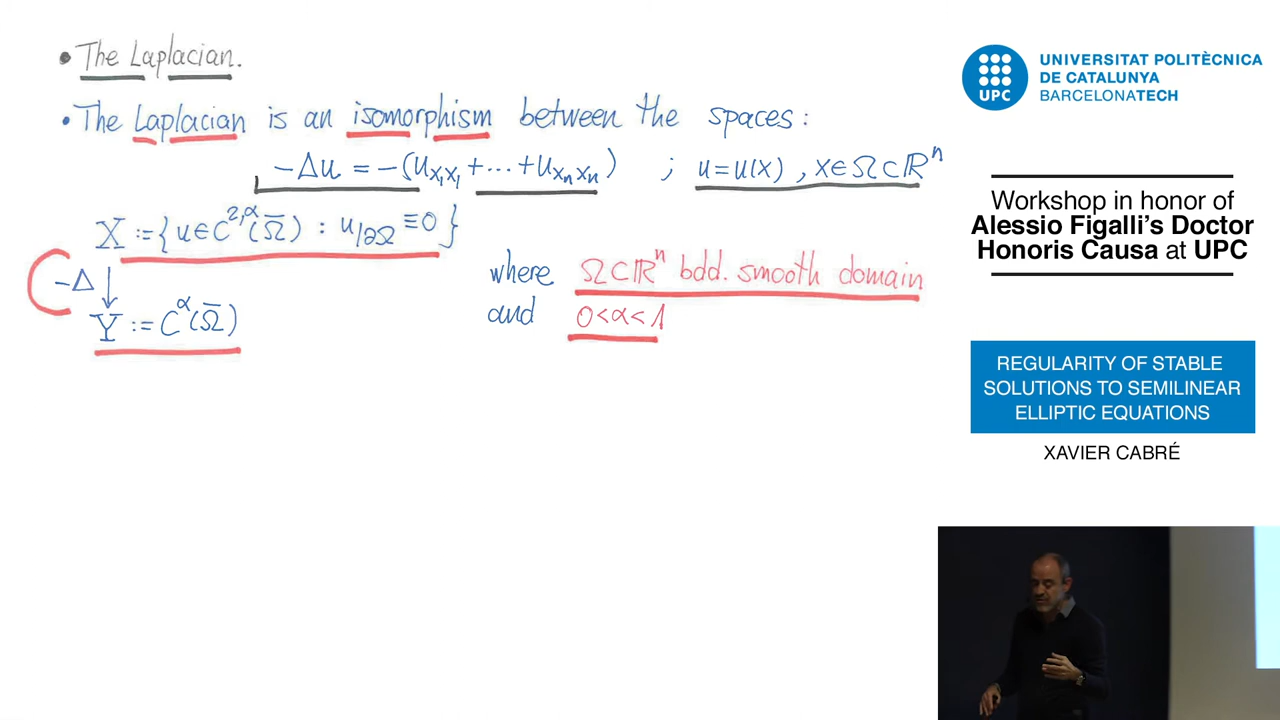 • The Laplacian.
• The Laplacian is an isomorphism between the spaces:
-Δu = -(u_{x₁x₁} + ... + u_{xₙxₙ}) ; u=u(x), x∈Ω⊂ℝⁿ
X := {u∈C^{2,α}(Ω̅) : u|_{∂Ω} ≡ 0}
-Δ ↓
Y := C^α(Ω̅)
where Ω⊂ℝⁿ bdd. smooth domain
and 0<α<1
UPC
UNIVERSITAT POLITÈCNICA
DE CATALUNYA
BARCELONATECH
Workshop in honor of
Alessio Figalli's Doctor
Honoris Causa at UPC
REGULARITY OF STABLE
SOLUTIONS TO SEMILINEAR
ELLIPTIC EQUATIONS
XAVIER CABRÉ